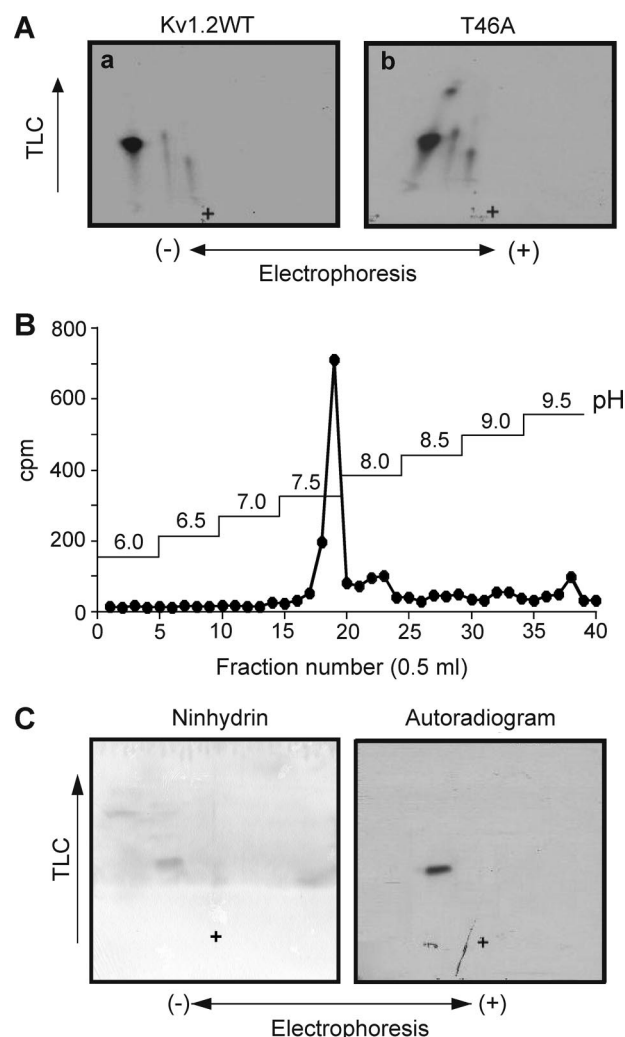 A
Kv1.2WT
T46A
a
b
TLC
+
+
(-) (+)
Electrophoresis
B
800
600
400
200
0
cpm
6.0
6.5
7.0
7.5
8.0
8.5
9.0
9.5
pH
0 5 10 15 20 25 30 35 40
Fraction number (0.5 ml)
C
Ninhydrin
Autoradiogram
TLC
+
+
(-) (+)
Electrophoresis